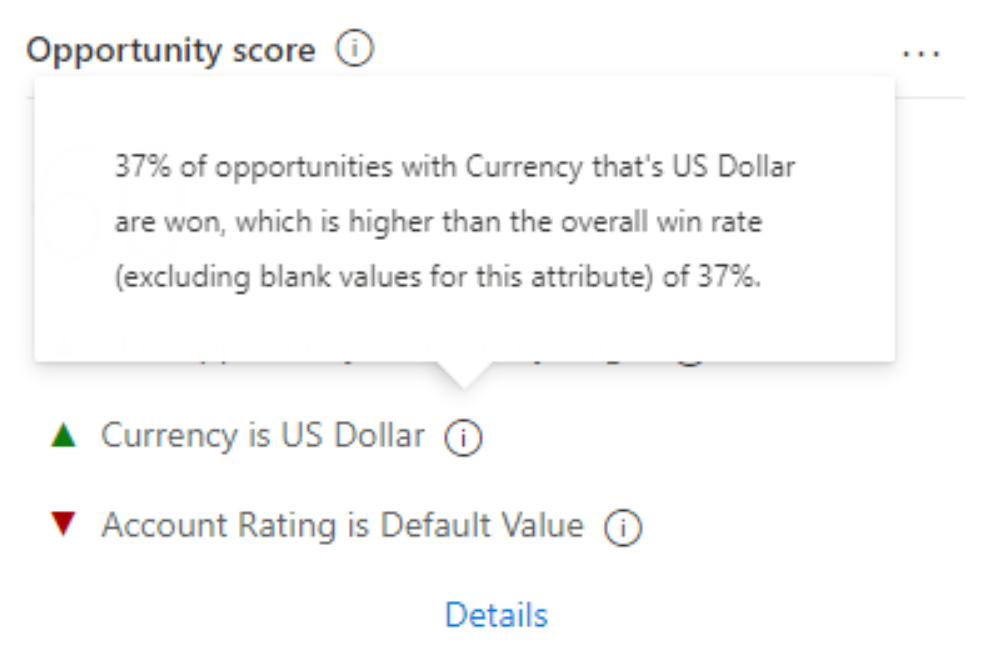 Opportunity score
37% of opportunities with Currency that's US Dollar
are won, which is higher than the overall win rate
(excluding blank values for this attribute) of 37%.
Currency is US Dollar
Account Rating is Default Value
Details